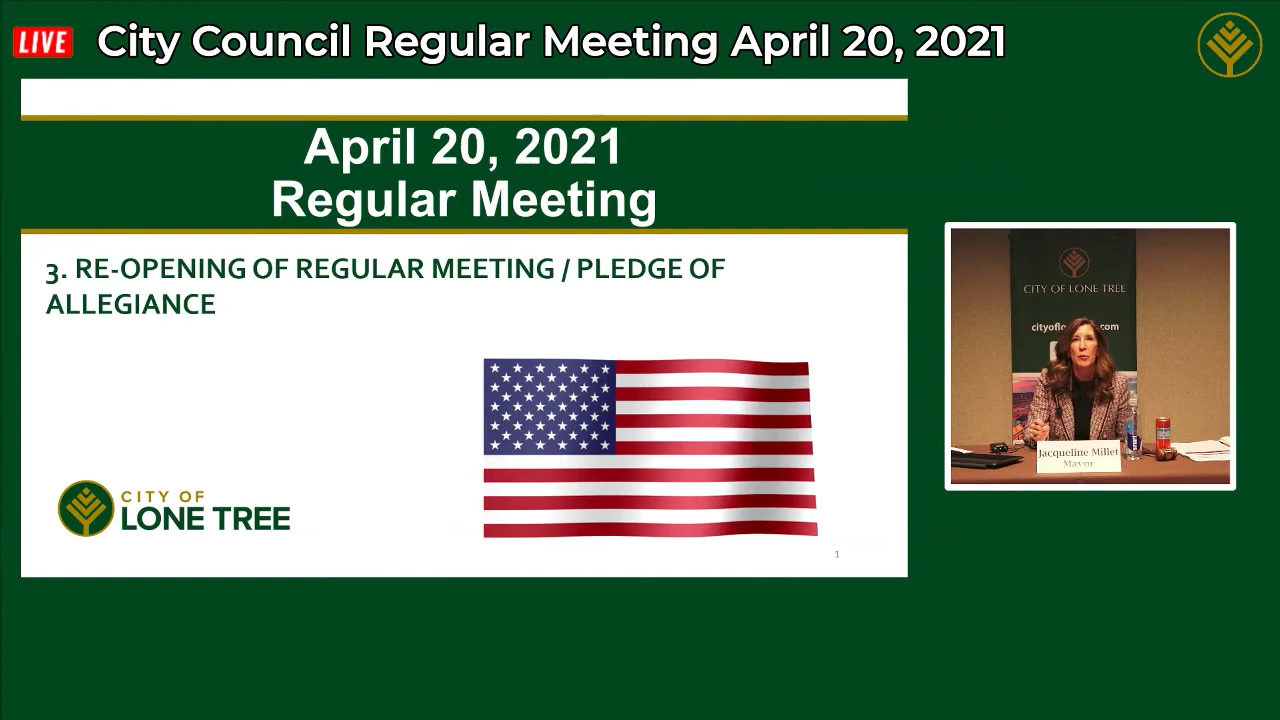 LIVE
City Council Regular Meeting April 20, 2021
April 20, 2021
Regular Meeting
3. RE-OPENING OF REGULAR MEETING / PLEDGE OF
ALLEGIANCE
CITY OF
LONE TREE
1
CITY OF LONE TREE
Jacqueline Millet
Mayor